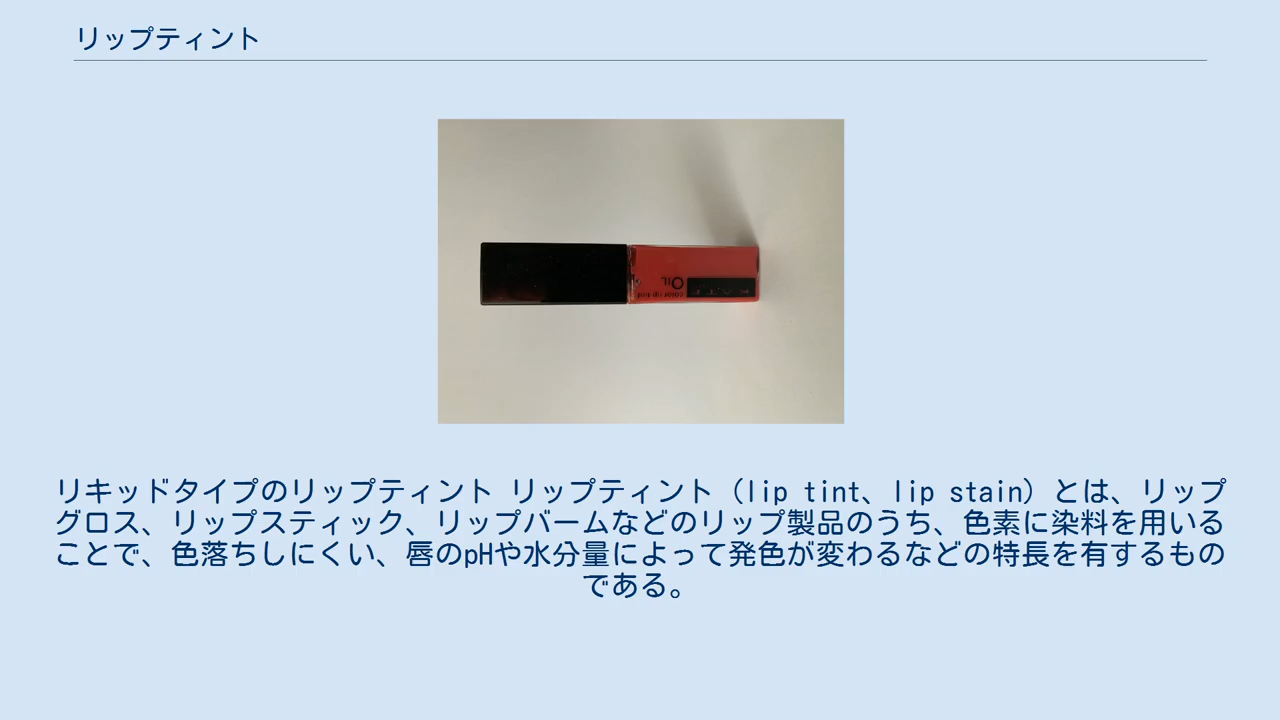 リップティント
OIL
color lip tint
KATE
リキッドタイプのリップティント リップティント（lip tint、lip stain）とは、リップ
グロス、リップスティック、リップバームなどのリップ製品のうち、色素に染料を用いる
ことで、色落ちしにくい、唇のpHや水分量によって発色が変わるなどの特長を有するもの
である。